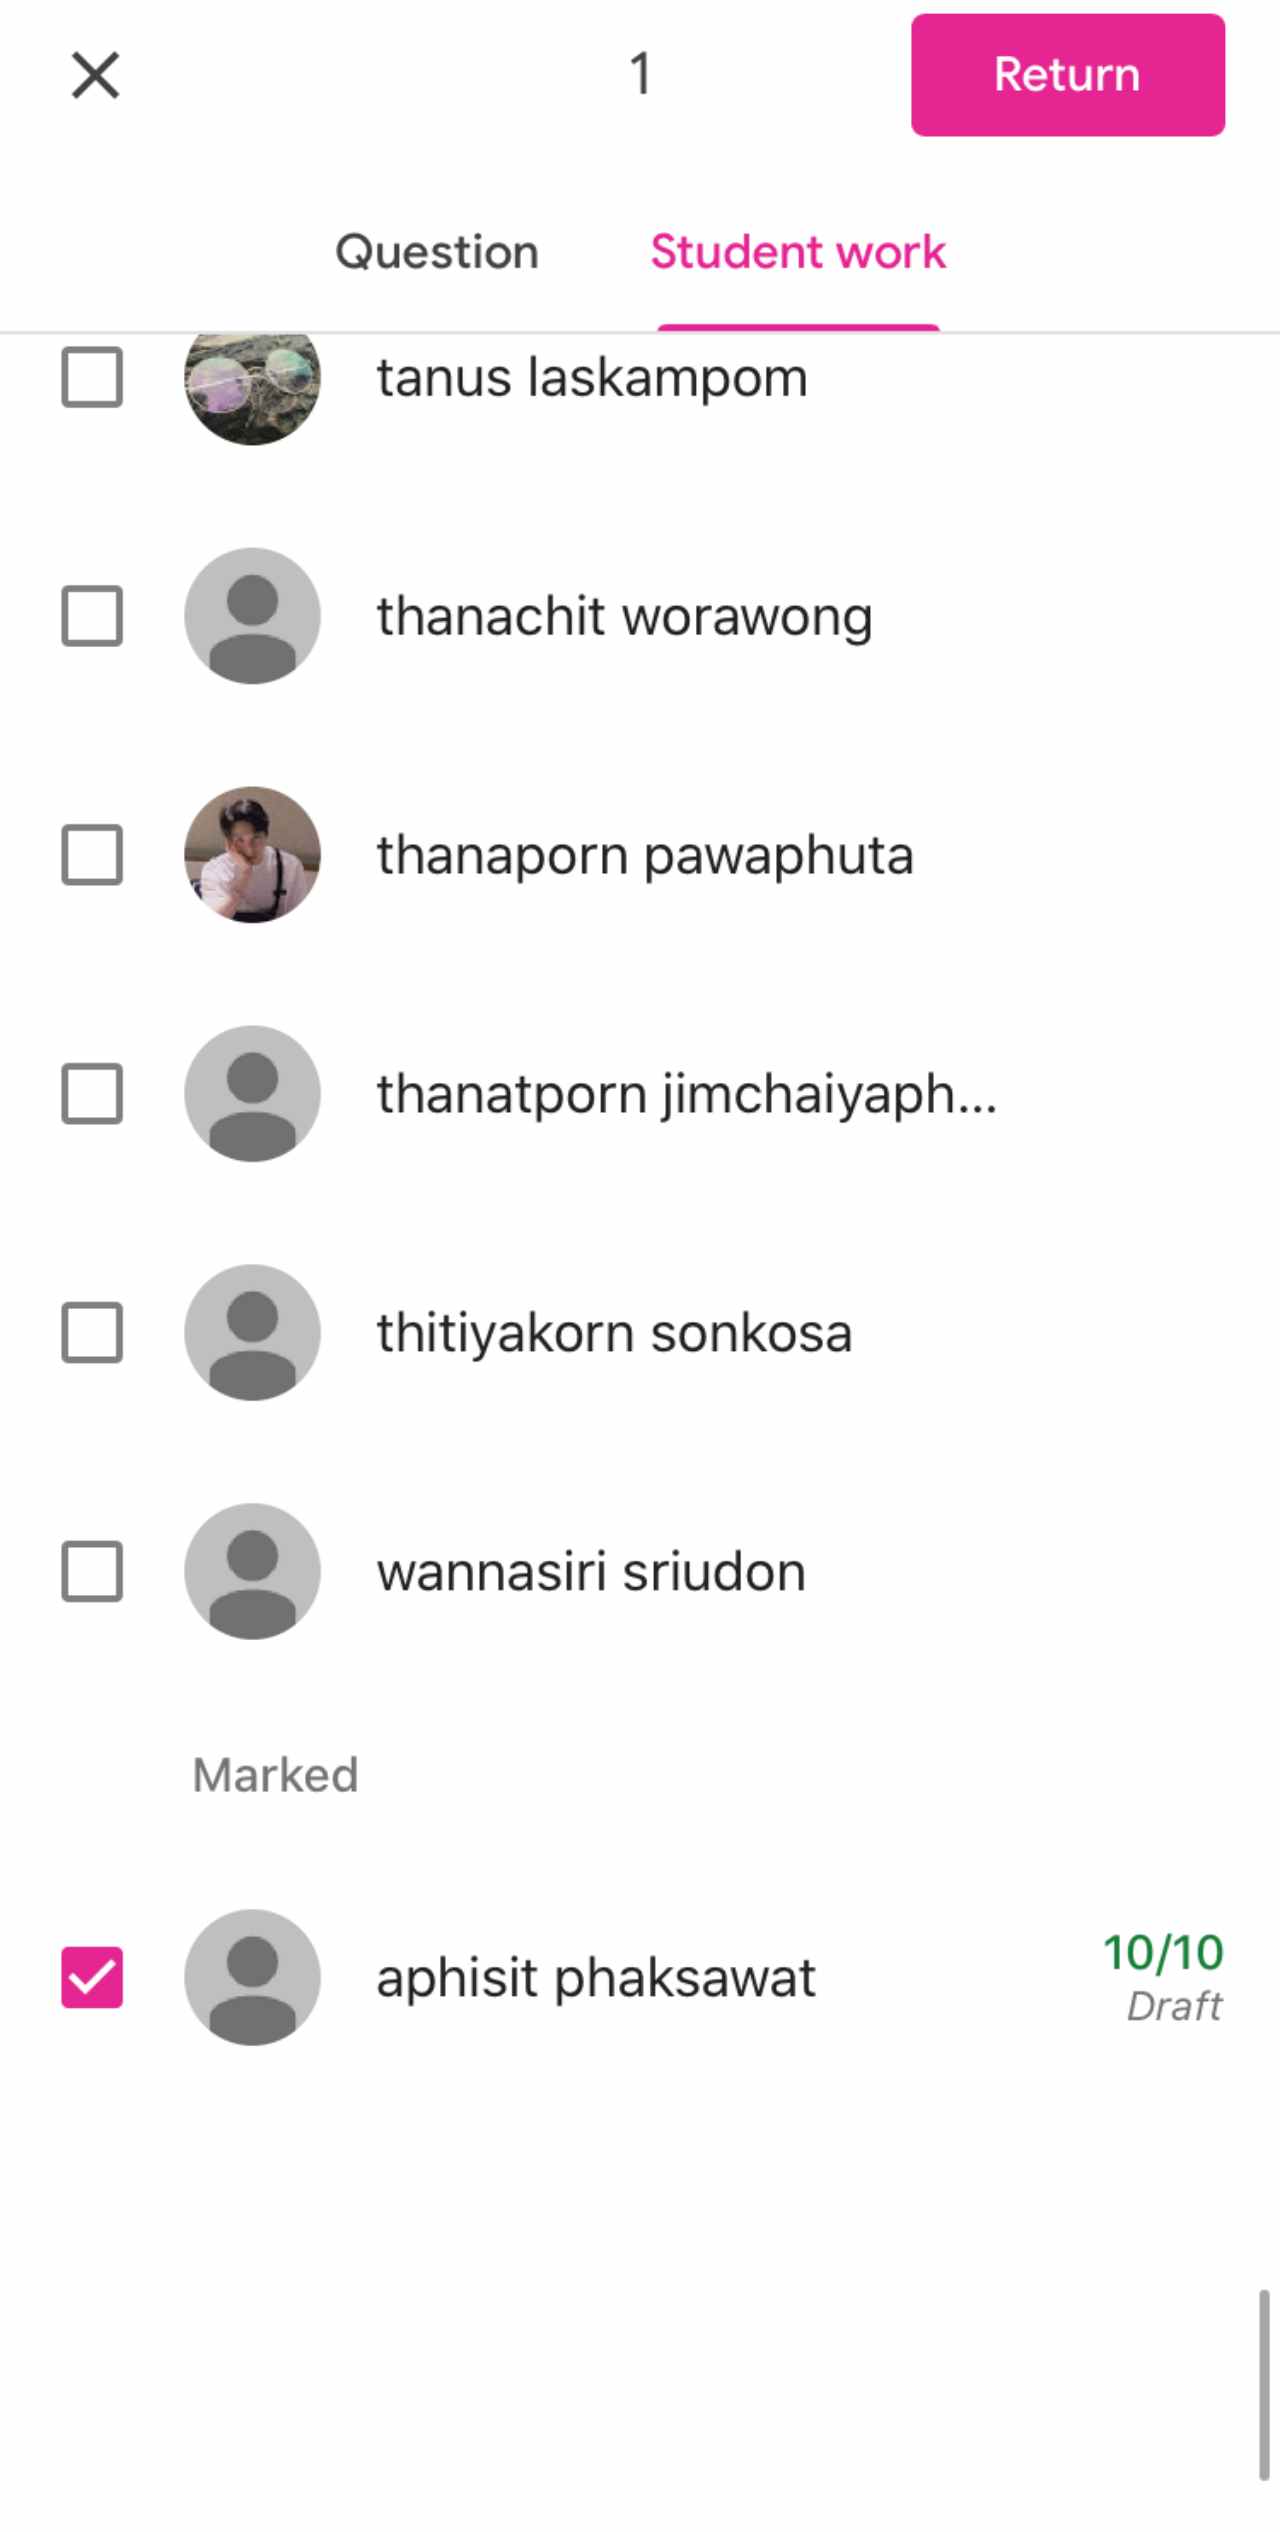 1
Return
Question
Student work
tanus laskampom
thanachit worawong
thanaporn pawaphuta
thanatporn jimchaiyaph...
thitiyakorn sonkosa
wannasiri sriudon
Marked
aphisit phaksawat
10/10
Draft